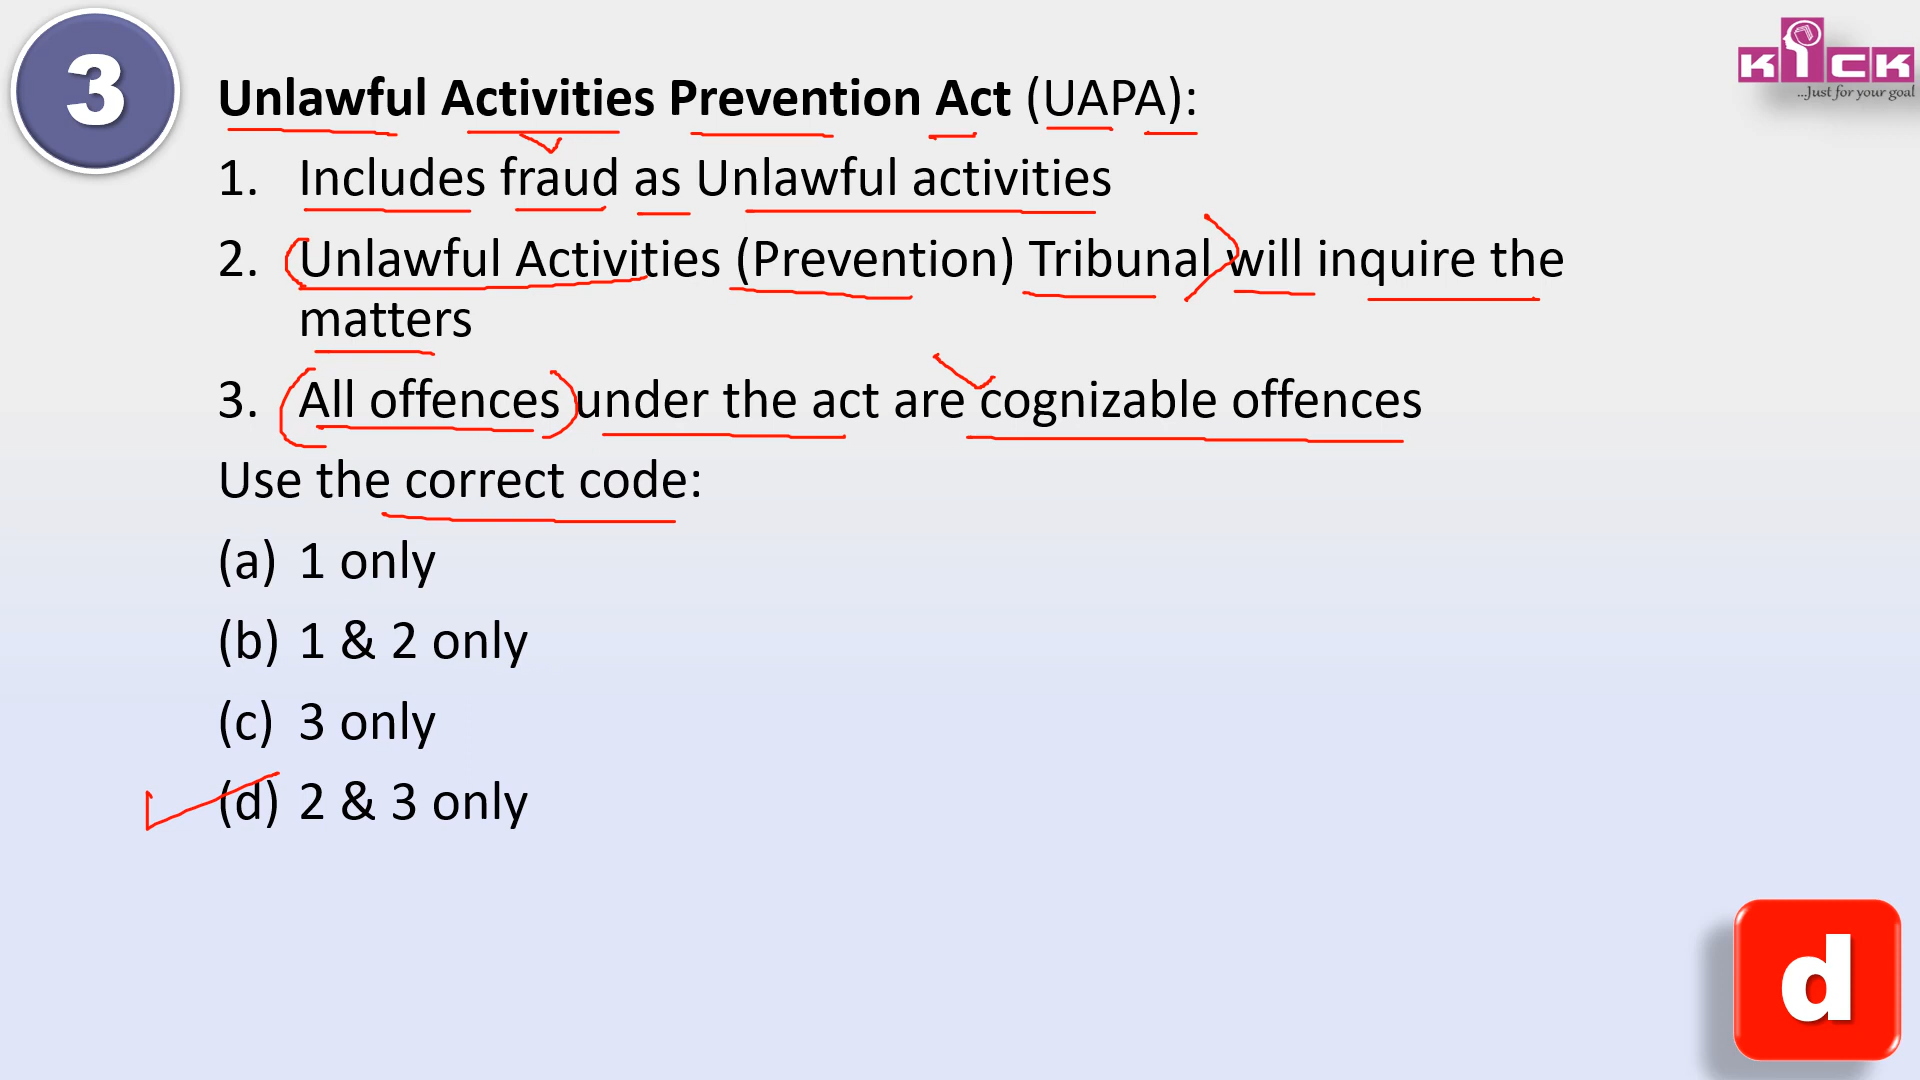 3
KICK
...Just for your goal
Unlawful Activities Prevention Act (UAPA):
1. Includes fraud as Unlawful activities
2. Unlawful Activities (Prevention) Tribunal will inquire the
matters
3. All offences under the act are cognizable offences
Use the correct code:
(a) 1 only
(b) 1 & 2 only
(c) 3 only
(d) 2 & 3 only
d